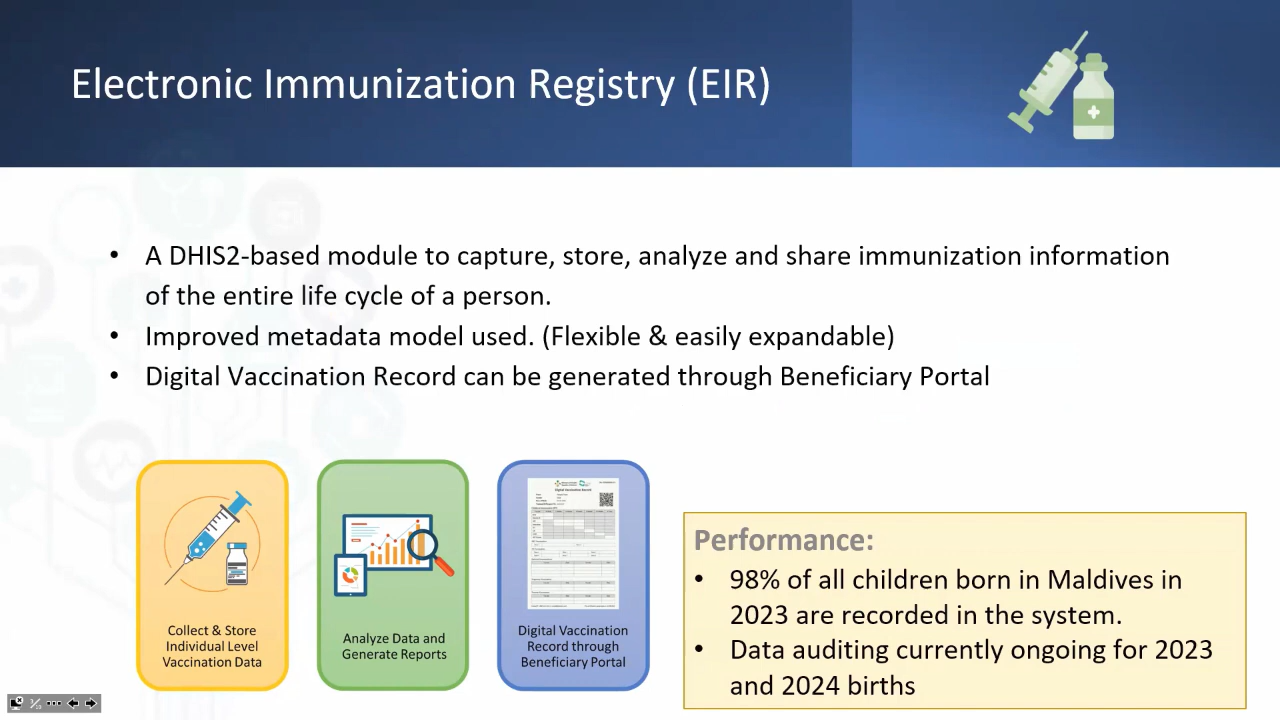 Electronic Immunization Registry (EIR)
• A DHIS2-based module to capture, store, analyze and share immunization information
of the entire life cycle of a person.
• Improved metadata model used. (Flexible & easily expandable)
• Digital Vaccination Record can be generated through Beneficiary Portal
Collect & Store
Individual Level
Vaccination Data
Analyze Data and
Generate Reports
Digital Vaccination Record
Digital Vaccination
Record through
Beneficiary Portal
Performance:
• 98% of all children born in Maldives in
2023 are recorded in the system.
• Data auditing currently ongoing for 2023
and 2024 births